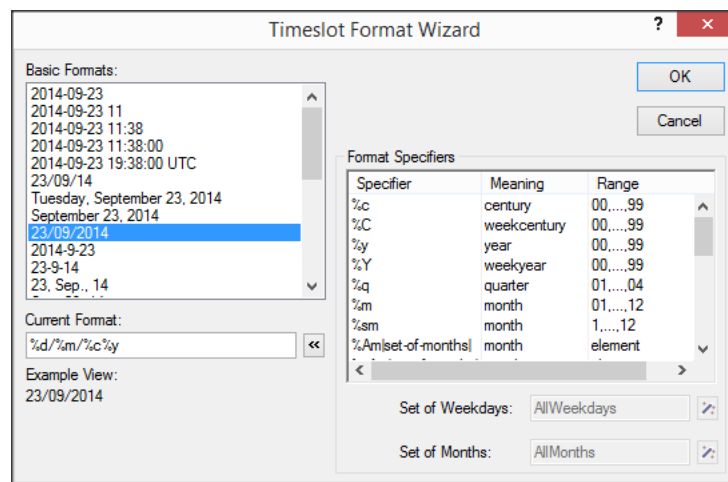 Timeslot Format Wizard
?
×
Basic Formats:
2014-09-23
2014-09-23 11
2014-09-23 11:38
2014-09-23 11:38:00
2014-09-23 19:38:00 UTC
23/09/14
Tuesday, September 23, 2014
September 23, 2014
23/09/2014
2014-9-23
23-9-14
23, Sep., 14
Current Format:
%d/%m/%c%y
«
Example View:
23/09/2014
OK
Cancel
Format Specifiers
Specifier Meaning Range
%c century 00,...,99
%C weekcentury 00,...,99
%y year 00,...,99
%Y weekyear 00,...,99
%q quarter 01,...,04
%m month 01,...,12
%sm month 1,...,12
%Am|set-of-months| month element
Set of Weekdays: AllWeekdays
Set of Months: AllMonths